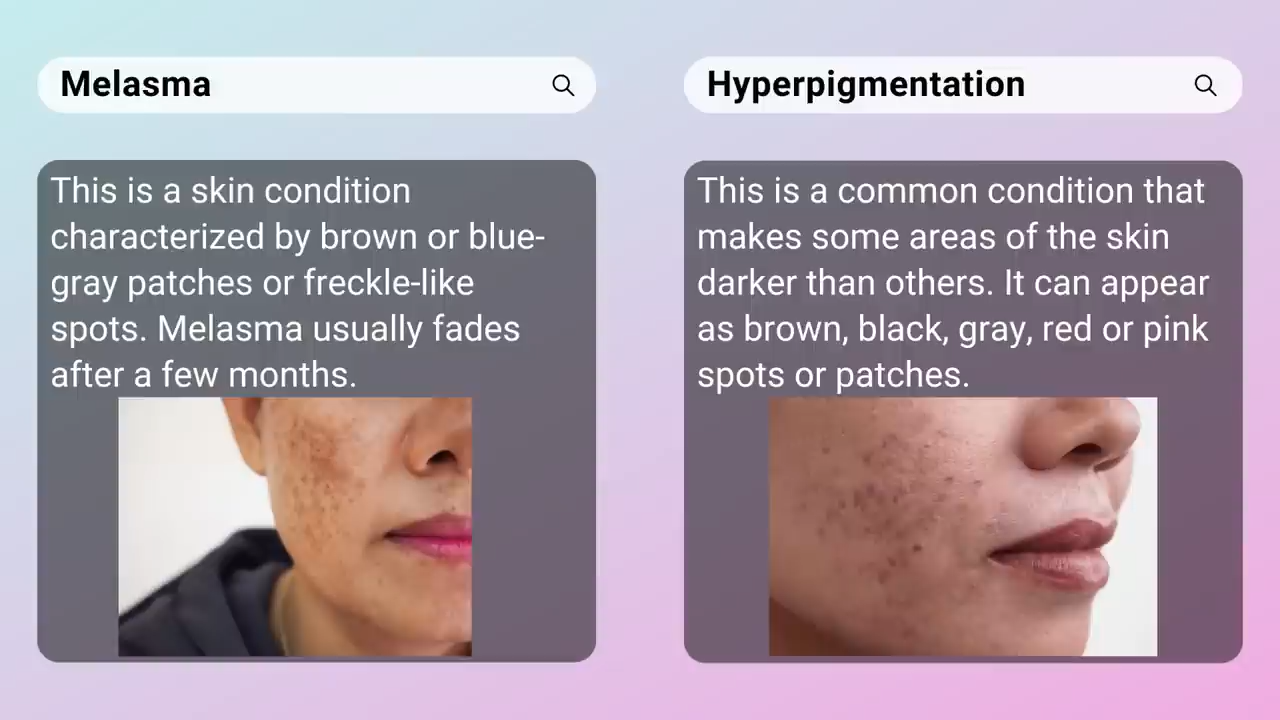 Melasma
This is a skin condition
characterized by brown or blue-
gray patches or freckle-like
spots. Melasma usually fades
after a few months.
Hyperpigmentation
This is a common condition that
makes some areas of the skin
darker than others. It can appear
as brown, black, gray, red or pink
spots or patches.